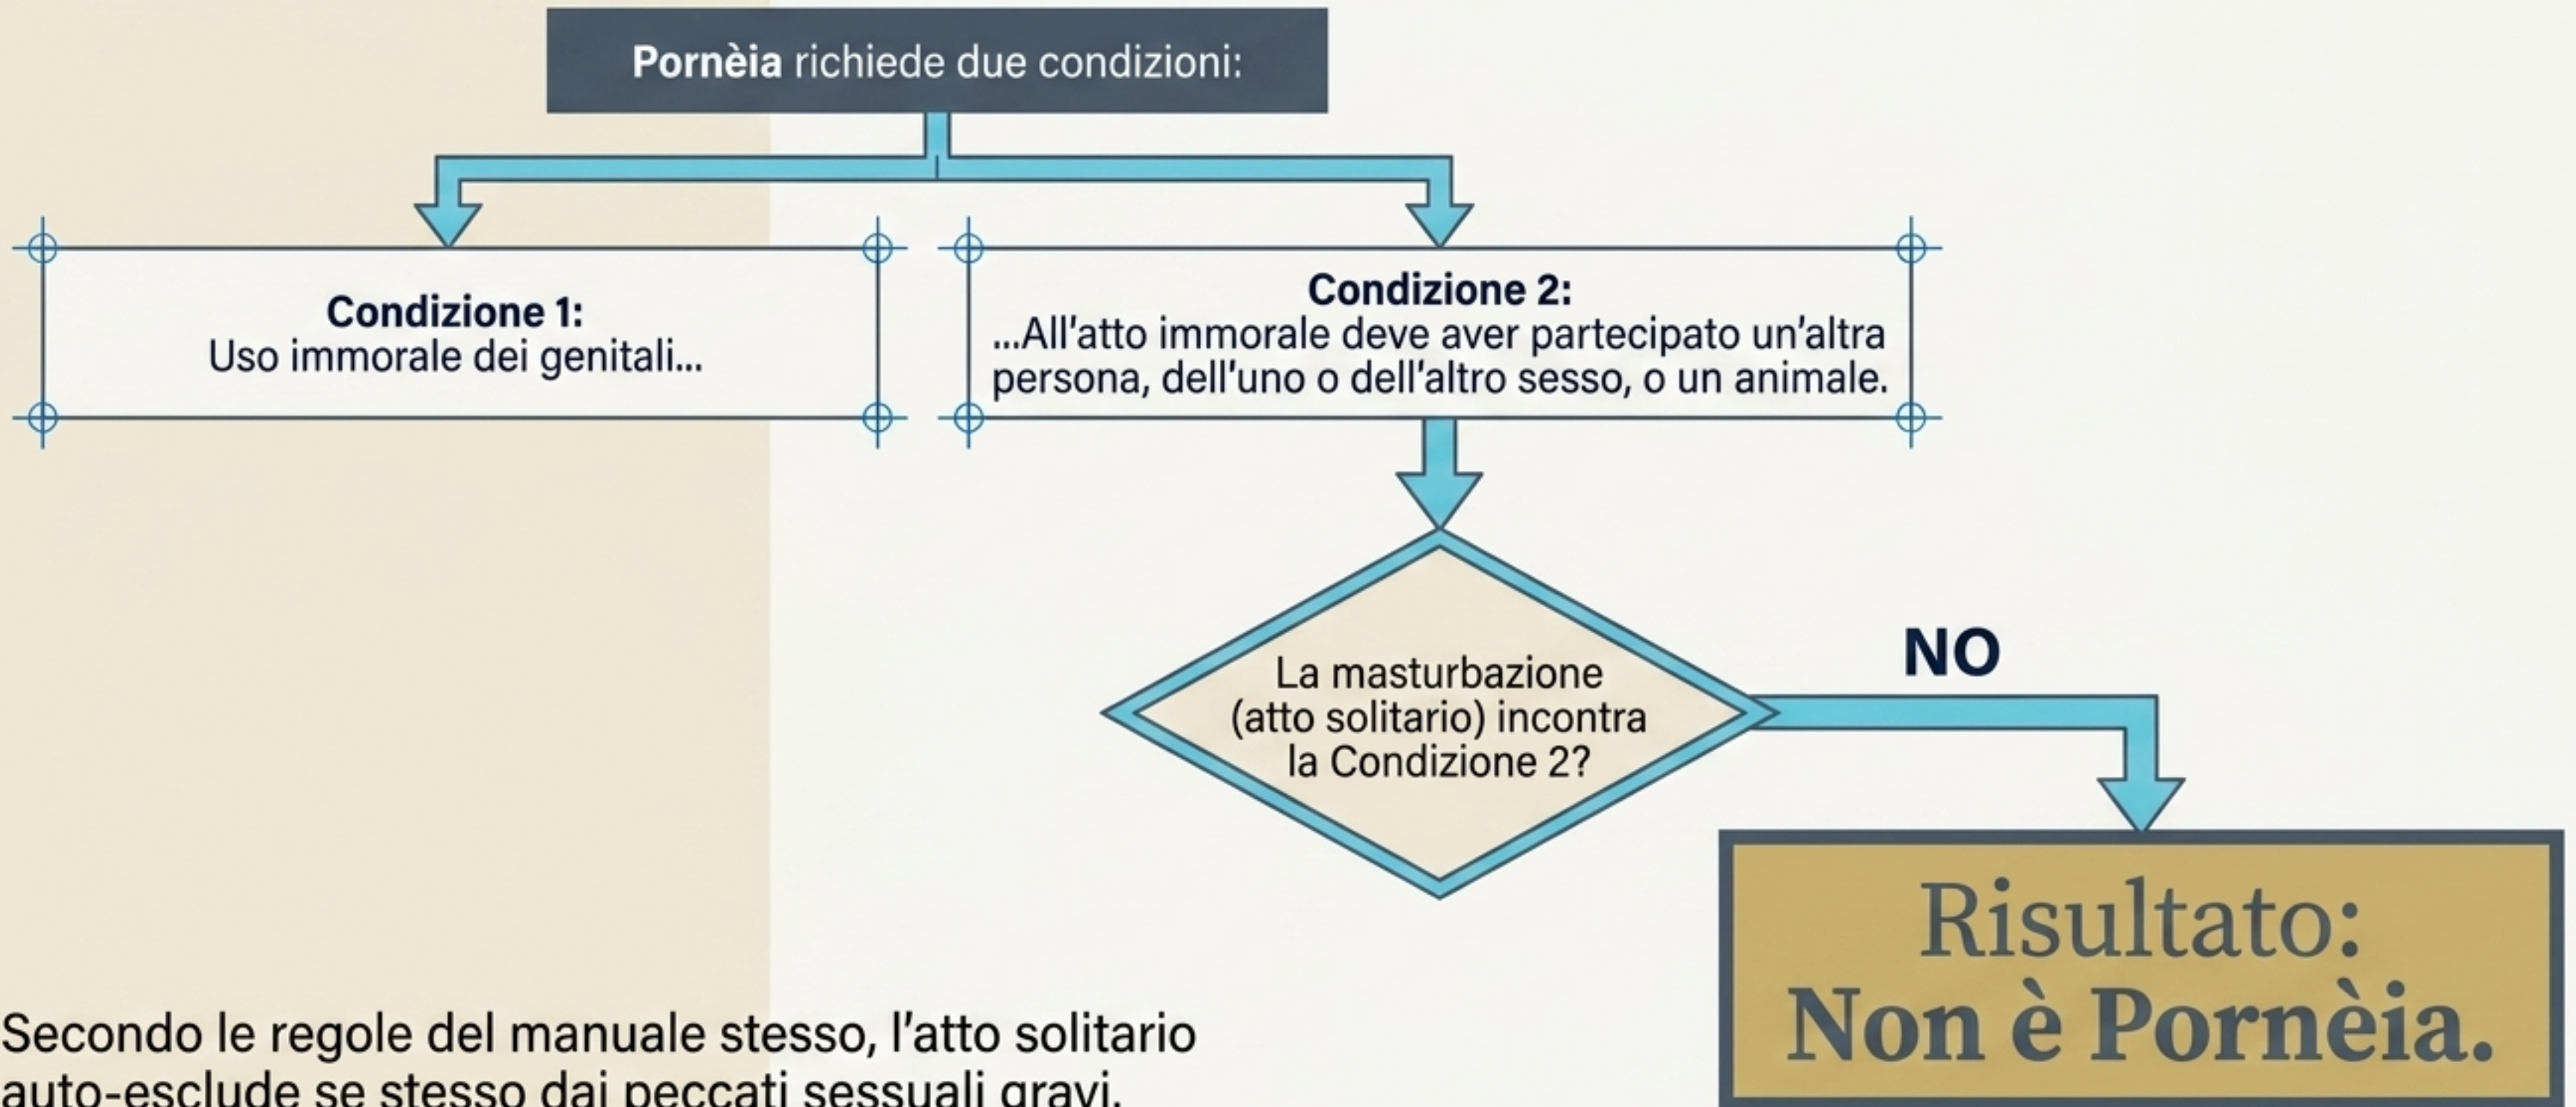 Pornèia richiede due condizioni:
Condizione 1:
Uso immorale dei genitali...
Condizione 2:
...All'atto immorale deve aver partecipato un'altra
persona, dell'uno o dell'altro sesso, o un animale.
La masturbazione
(atto solitario) incontra
la Condizione 2?
NO
Risultato:
Non è Pornèia.
Secondo le regole del manuale stesso, l'atto solitario
auto-esclude se stesso dai peccati sessuali gravi.